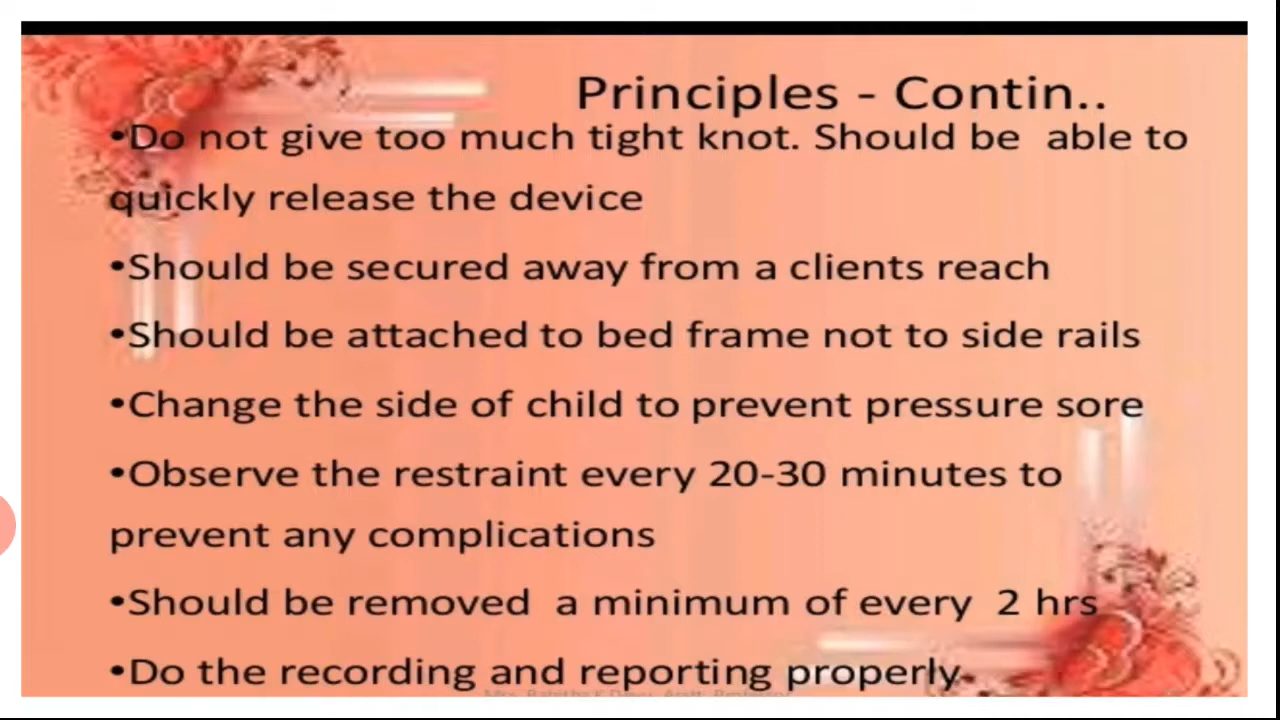 Principles - Contin..
•Do not give too much tight knot. Should be able to
quickly release the device
•Should be secured away from a clients reach
•Should be attached to bed frame not to side rails
•Change the side of child to prevent pressure sore
•Observe the restraint every 20-30 minutes to
prevent any complications
•Should be removed a minimum of every 2 hrs
•Do the recording and reporting properly